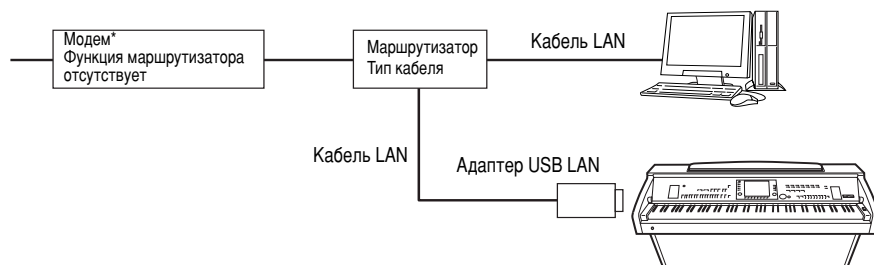 Модем*
Функция маршрутизатора
отсутствует
Маршрутизатор
Тип кабеля
Кабель LAN
Кабель LAN
Адаптер USB LAN